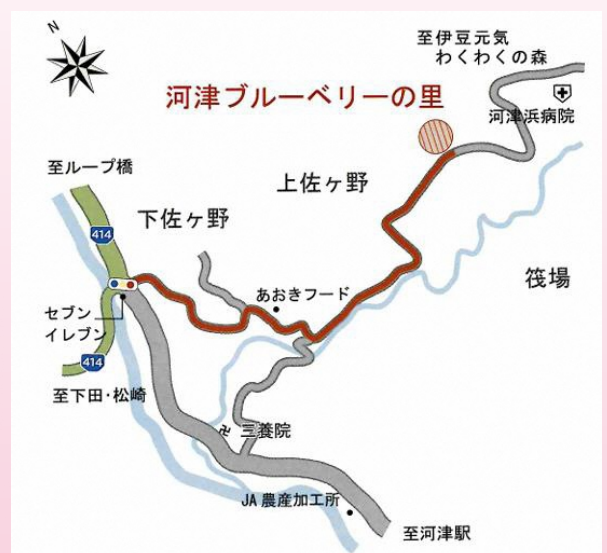 N
至伊豆元気
わくわくの森
河津ブルーベリーの里
河津浜病院
至ループ橋
上佐ヶ野
下佐ヶ野
414
筏場
あおきフード
セブン
イレブン
414
至下田・松崎
卍 三養院
JA農産加工所
至河津駅